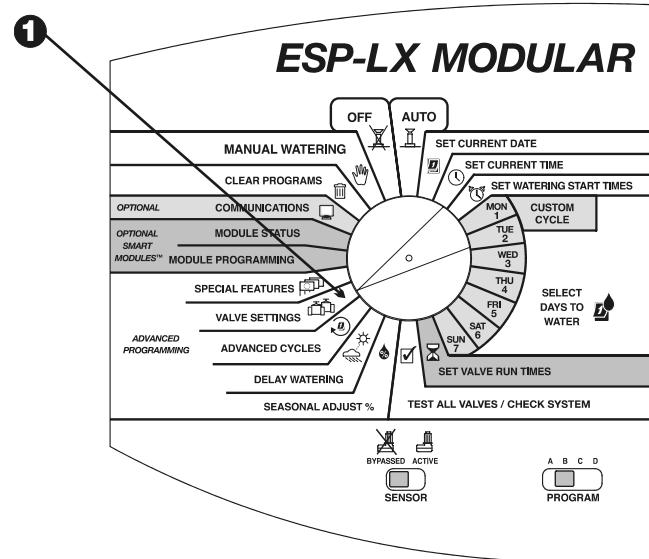 1
ESP-LX MODULAR
OFF
AUTO
MANUAL WATERING
SET CURRENT DATE
CLEAR PROGRAMS
SET CURRENT TIME
SET WATERING START TIMES
OPTIONAL
COMMUNICATIONS
MON
1
CUSTOM
CYCLE
OPTIONAL
SMART
MODULES™
MODULE STATUS
MODULE PROGRAMMING
TUE
2
WED
3
THU
4
FRI
5
SAT
6
SUN
7
SELECT
DAYS TO
WATER
SPECIAL FEATURES
VALVE SETTINGS
ADVANCED
PROGRAMMING
ADVANCED CYCLES
DELAY WATERING
SEASONAL ADJUST %
SET VALVE RUN TIMES
TEST ALL VALVES / CHECK SYSTEM
BYPASSED ACTIVE
SENSOR
A B C D
PROGRAM